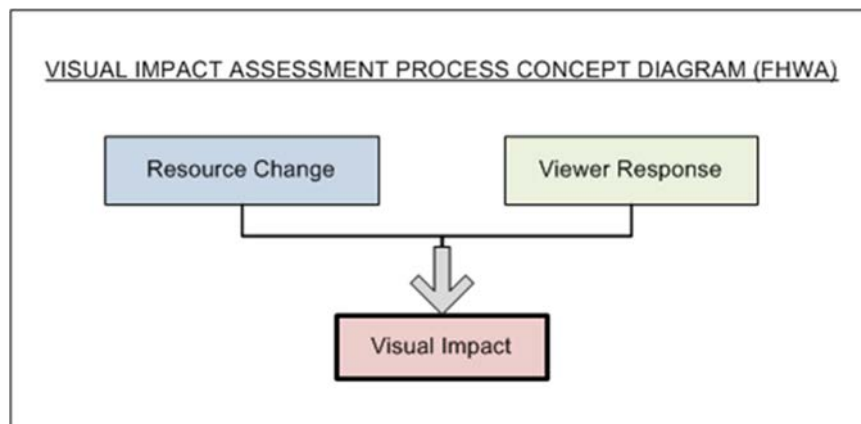 VISUAL IMPACT ASSESSMENT PROCESS CONCEPT DIAGRAM (FHWA)
Resource Change
Viewer Response
Visual Impact